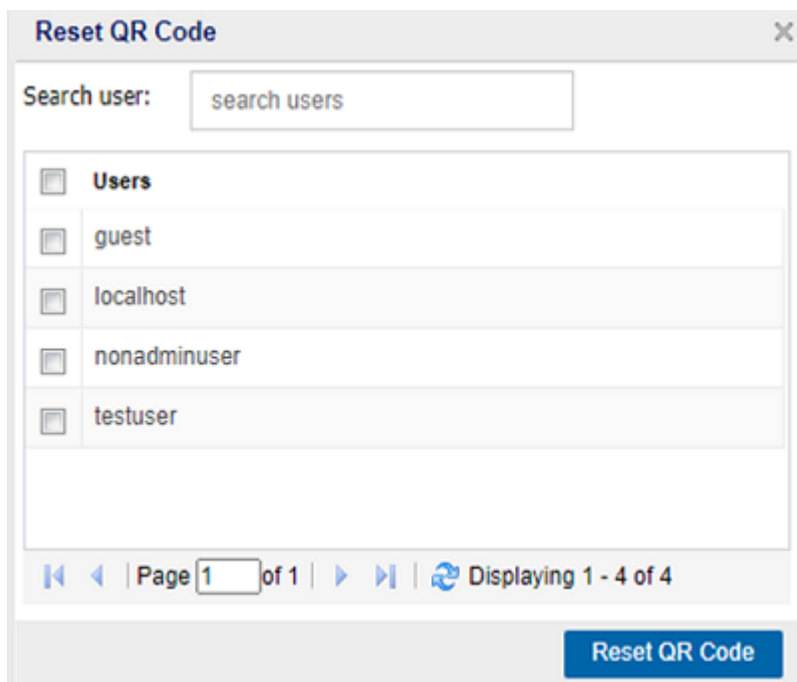 Reset QR Code
Search user: search users
Users
guest
localhost
nonadminuser
testuser
Page 1 of 1 Displaying 1 - 4 of 4
Reset QR Code